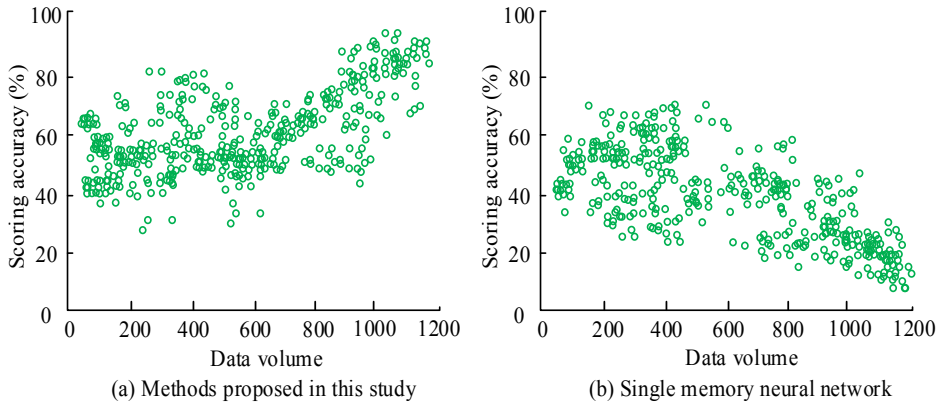 100
80
60
40
20
0
Scoring accuracy (%)
0 200 400 600 800 1000 1200
Data volume
(a) Methods proposed in this study
100
80
60
40
20
0
Scoring accuracy (%)
0 200 400 600 800 1000 1200
Data volume
(b) Single memory neural network